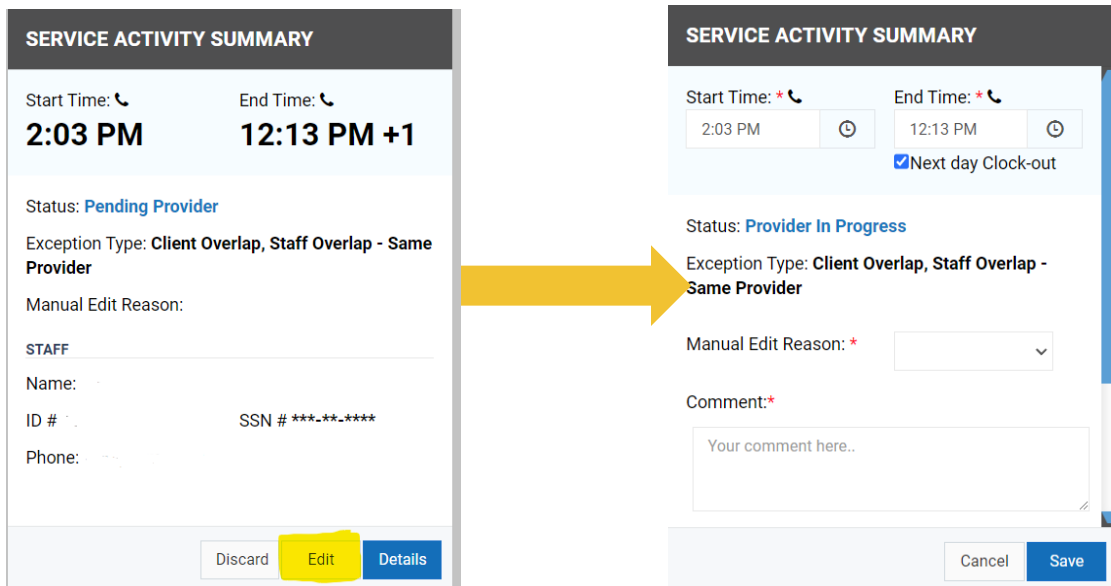 SERVICE ACTIVITY SUMMARY
Start Time: End Time:
2:03 PM 12:13 PM +1
Status: Pending Provider
Exception Type: Client Overlap, Staff Overlap - Same
Provider
Manual Edit Reason:
STAFF
Name:
ID # SSN # ***-**-****
Phone:
Discard Edit Details
SERVICE ACTIVITY SUMMARY
Start Time: * End Time: *
2:03 PM 12:13 PM
Next day Clock-out
Status: Provider In Progress
Exception Type: Client Overlap, Staff Overlap -
Same Provider
Manual Edit Reason: *
Comment:*
Your comment here..
Cancel Save